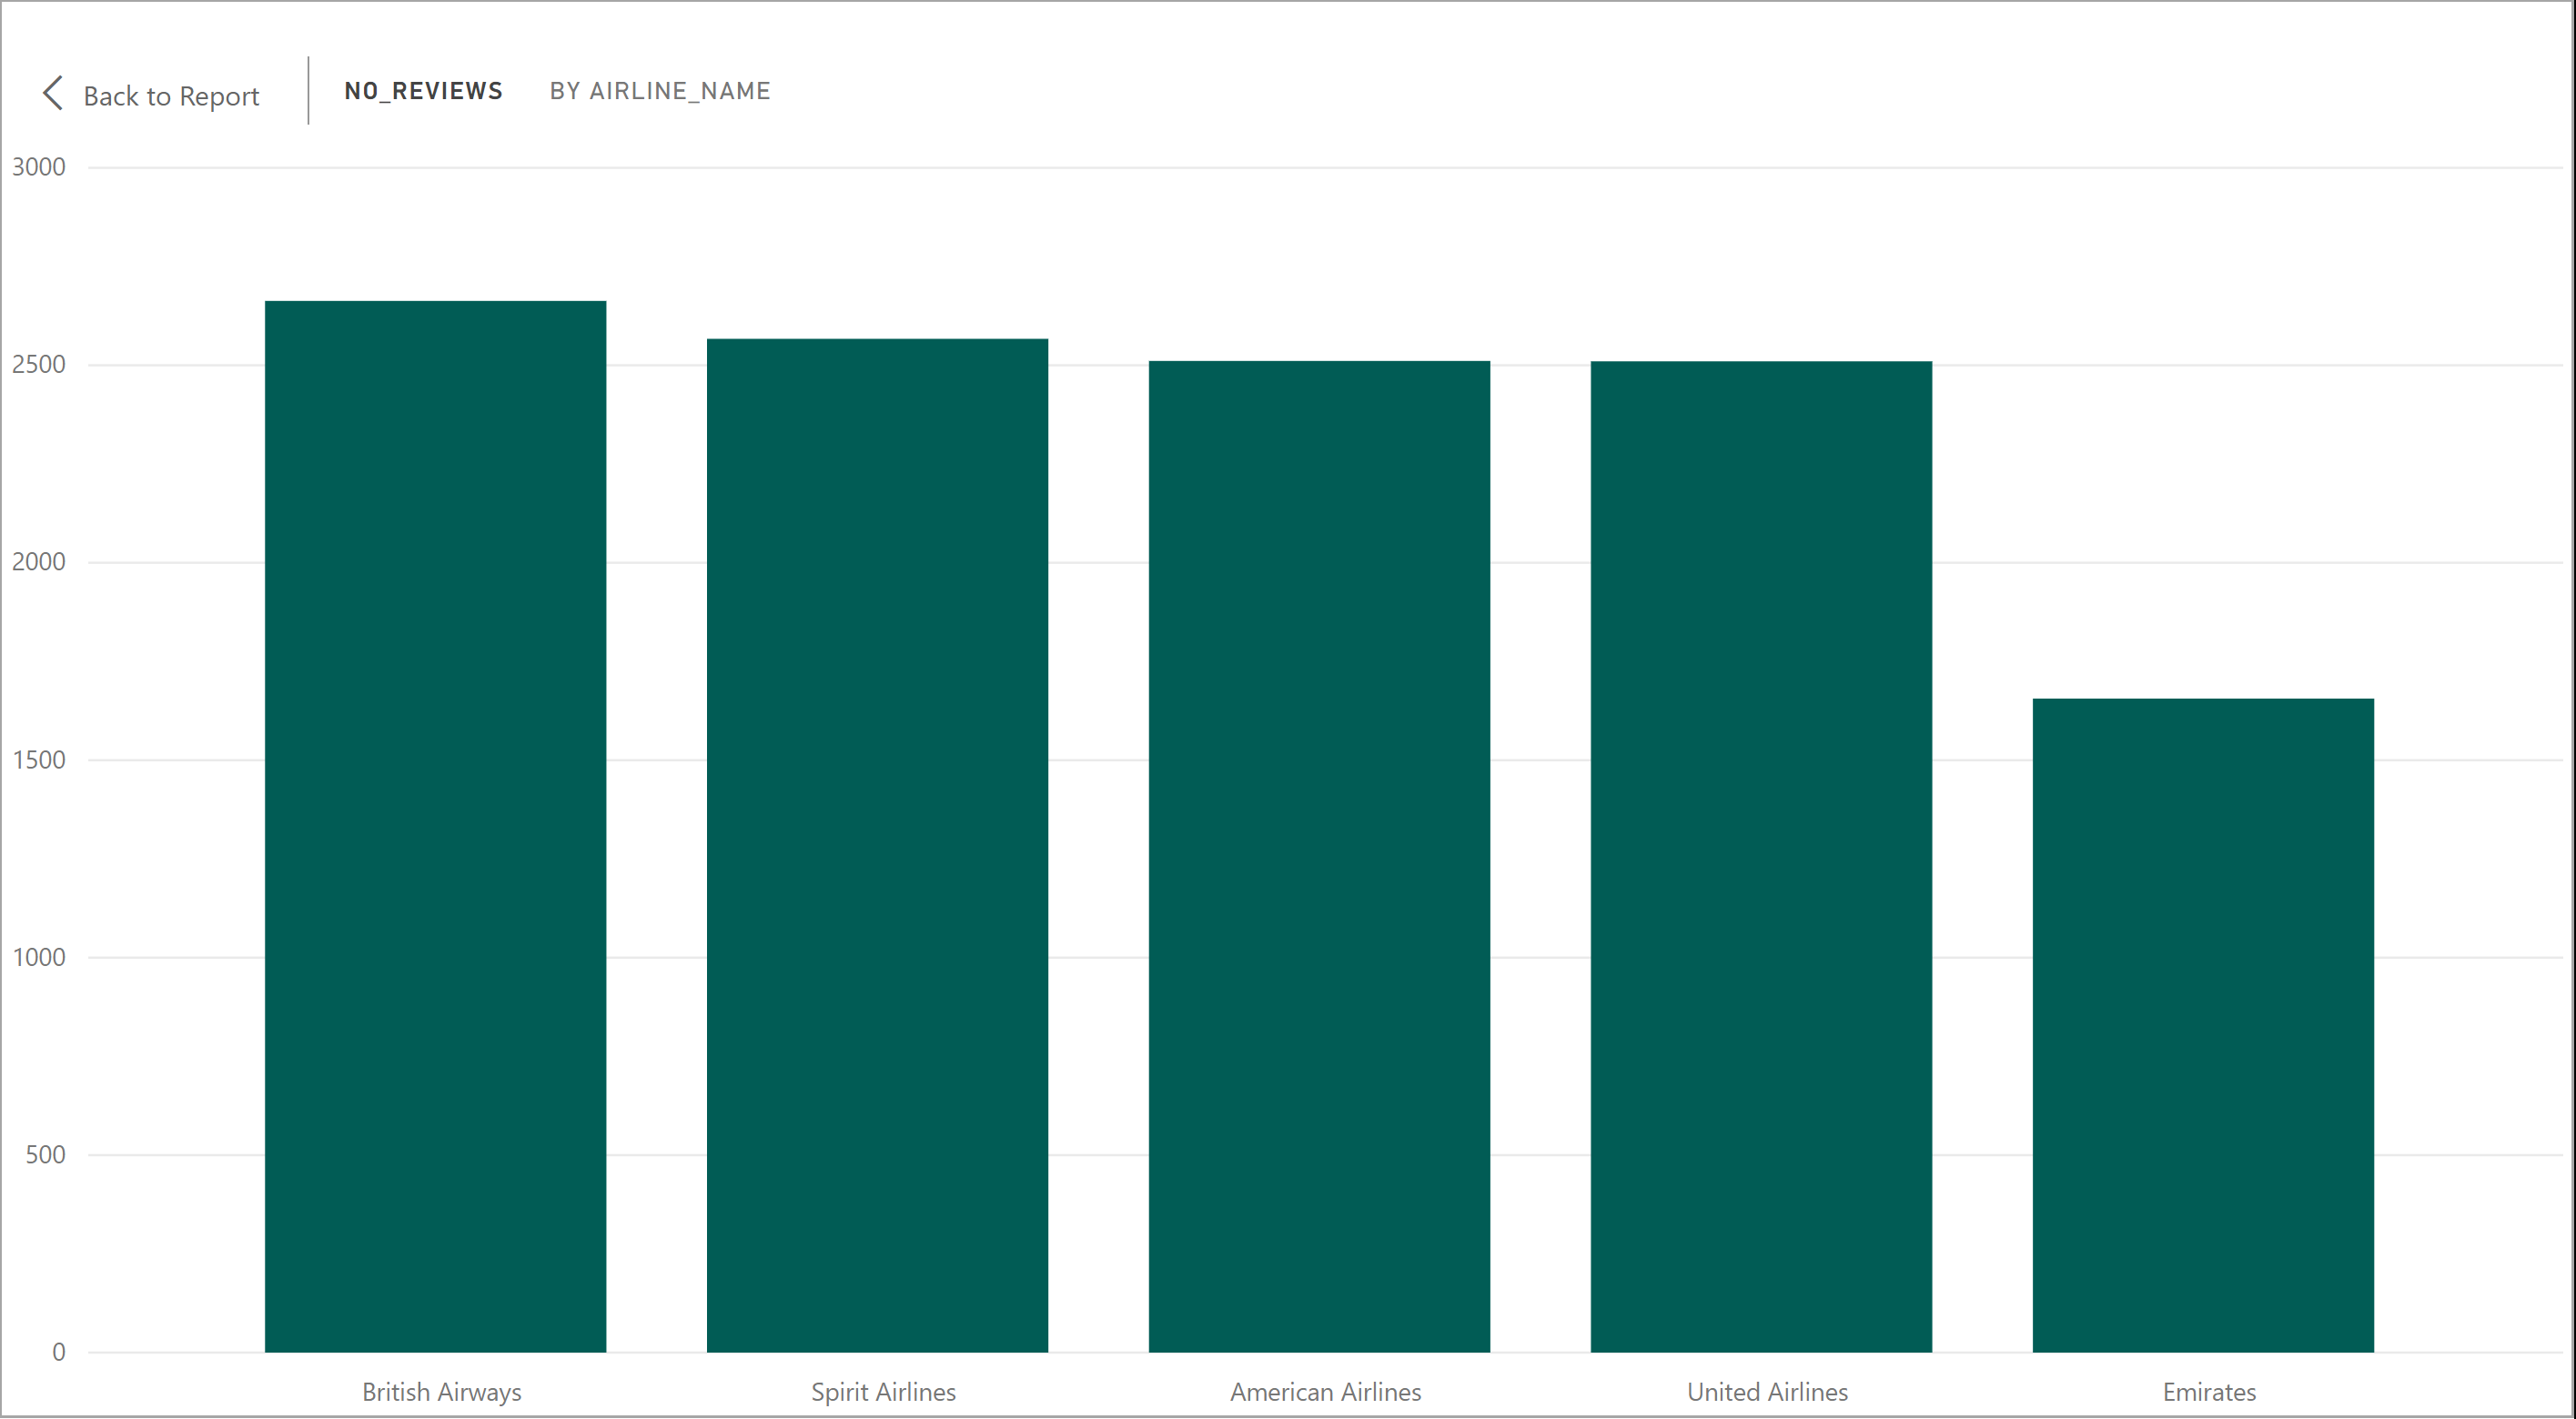 Back to Report
NO_REVIEWS BY AIRLINE_NAME
3000
2500
2000
1500
1000
500
0
British Airways Spirit Airlines American Airlines United Airlines Emirates